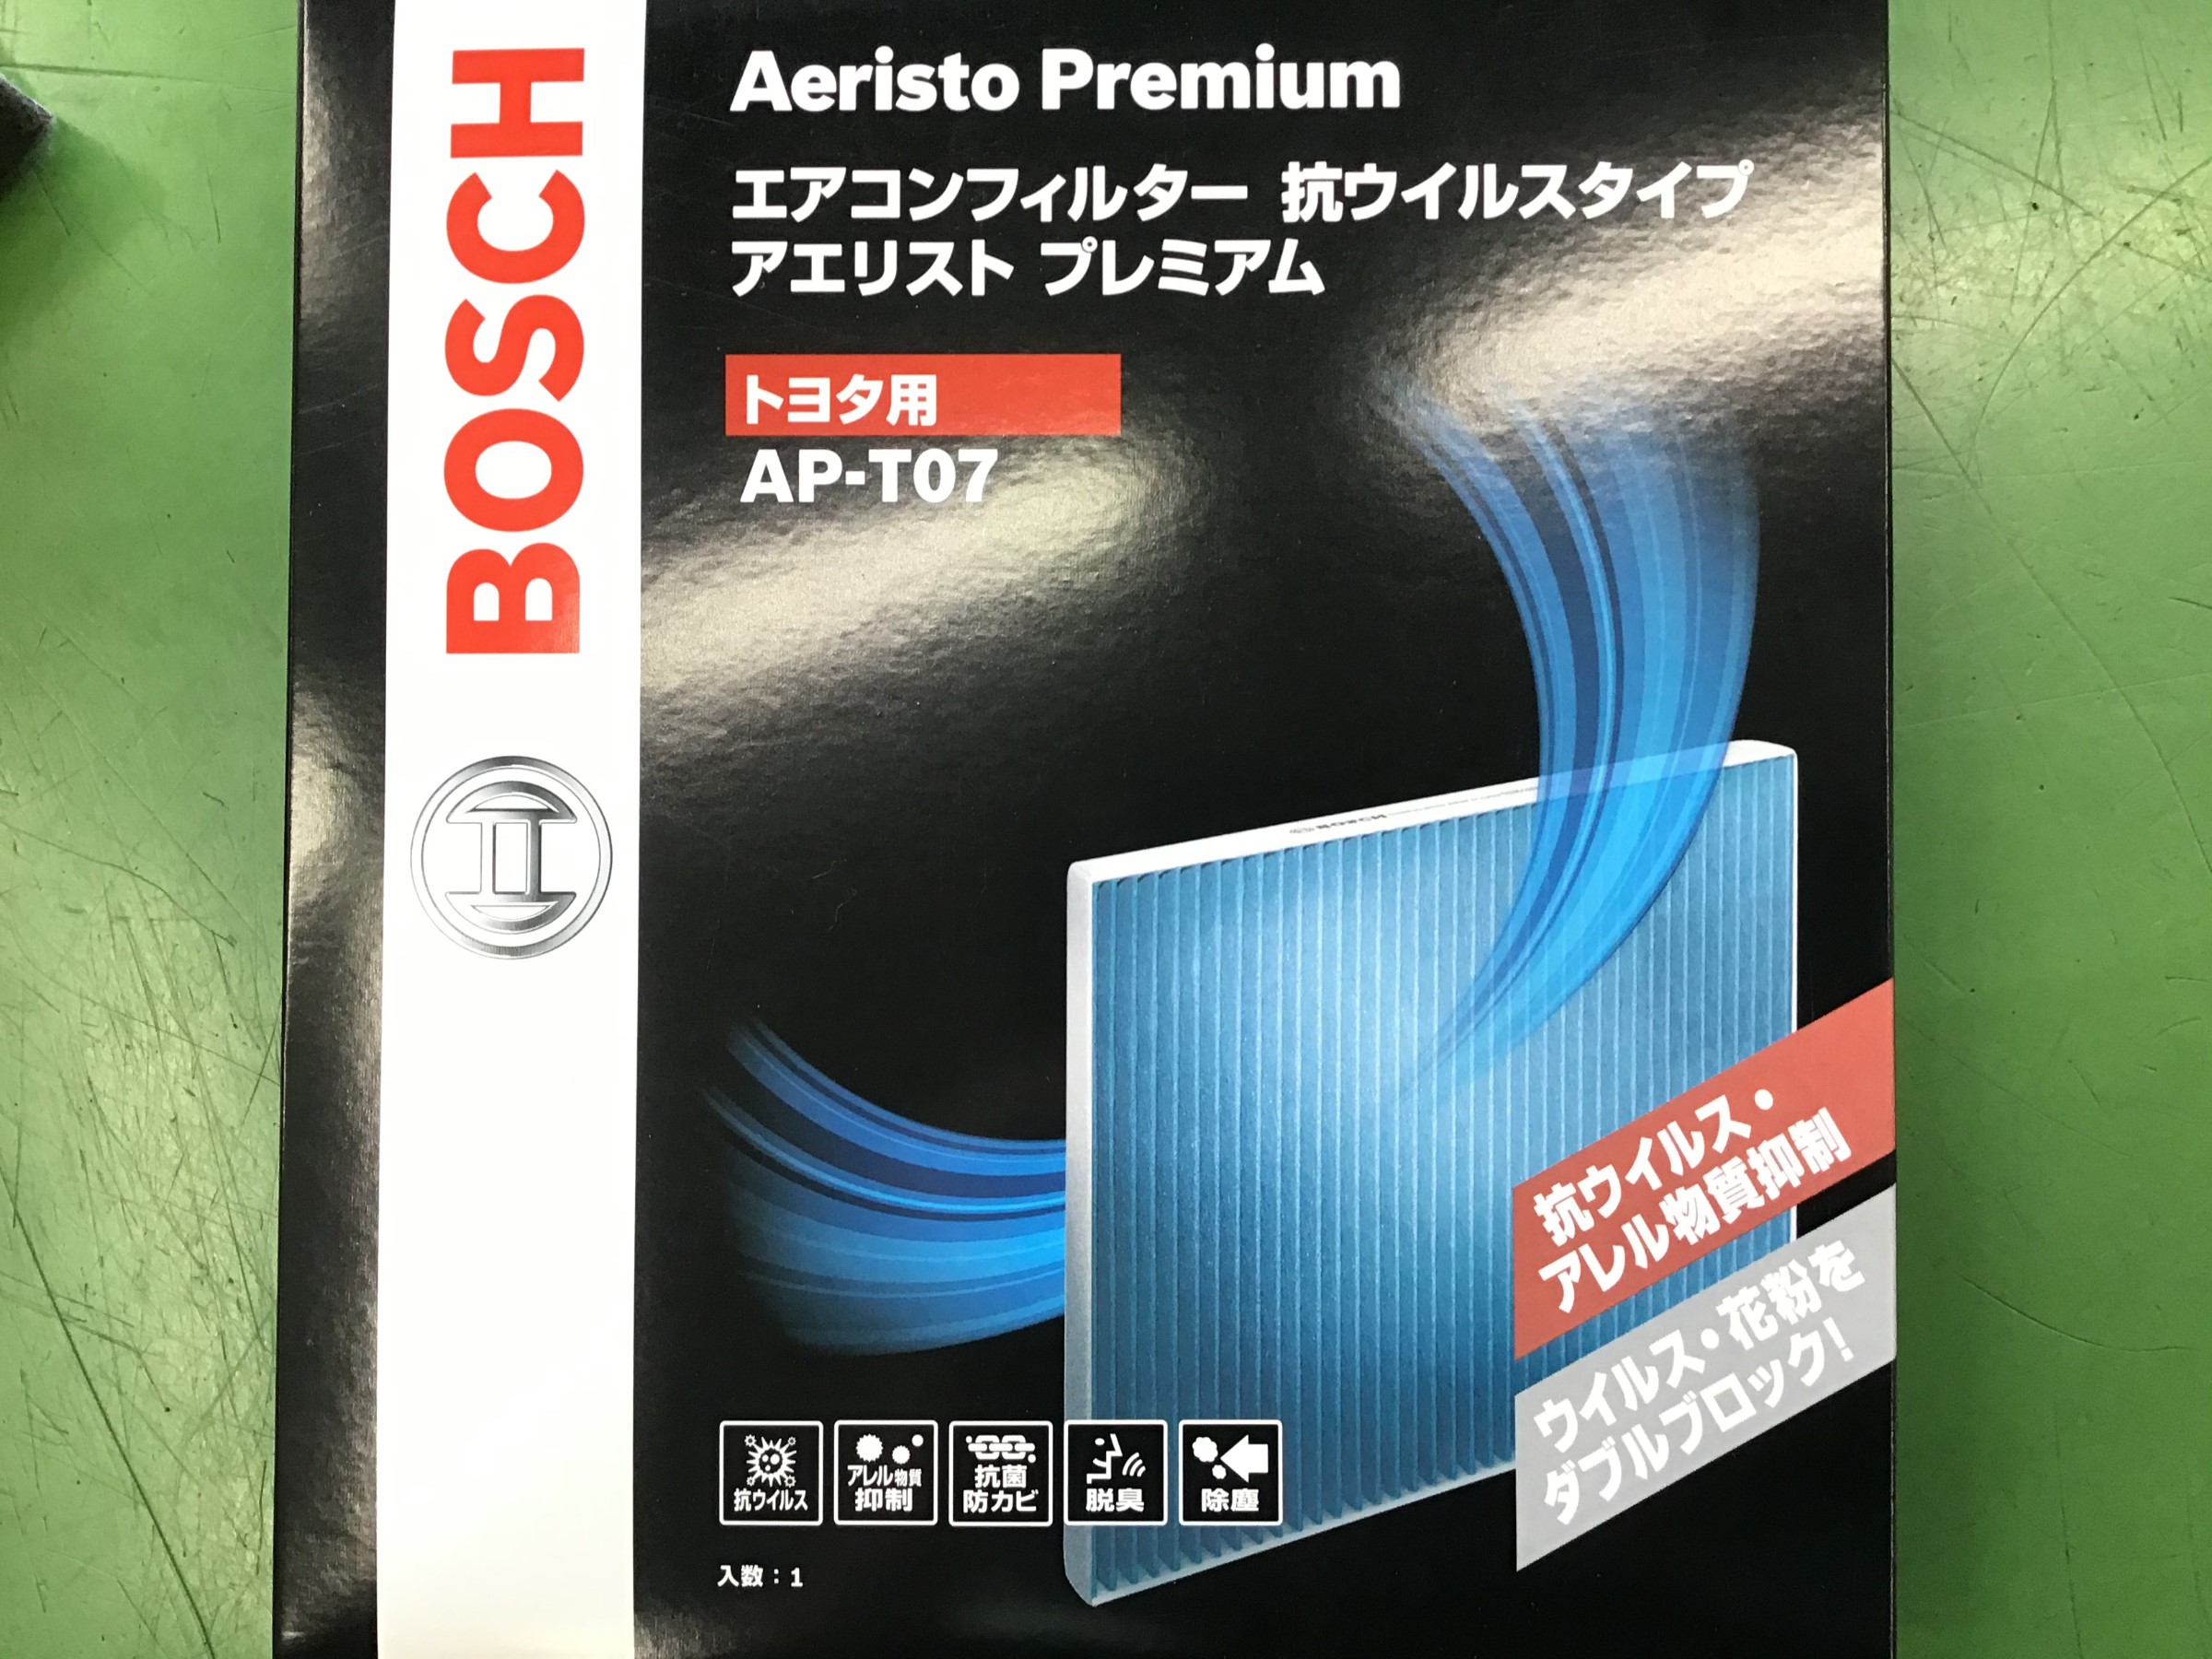 BOSCH
Aeristo Premium
エアコンフィルター 抗ウイルスタイプ
アエリスト プレミアム
トヨタ用
AP-T07
BOSCH
抗ウイルス・
アレル物質抑制
ウイルス・花粉を
ダブルブロック!
抗ウイルス
アレル物質
抑制
抗菌
防カビ
脱臭
除塵
入数:1